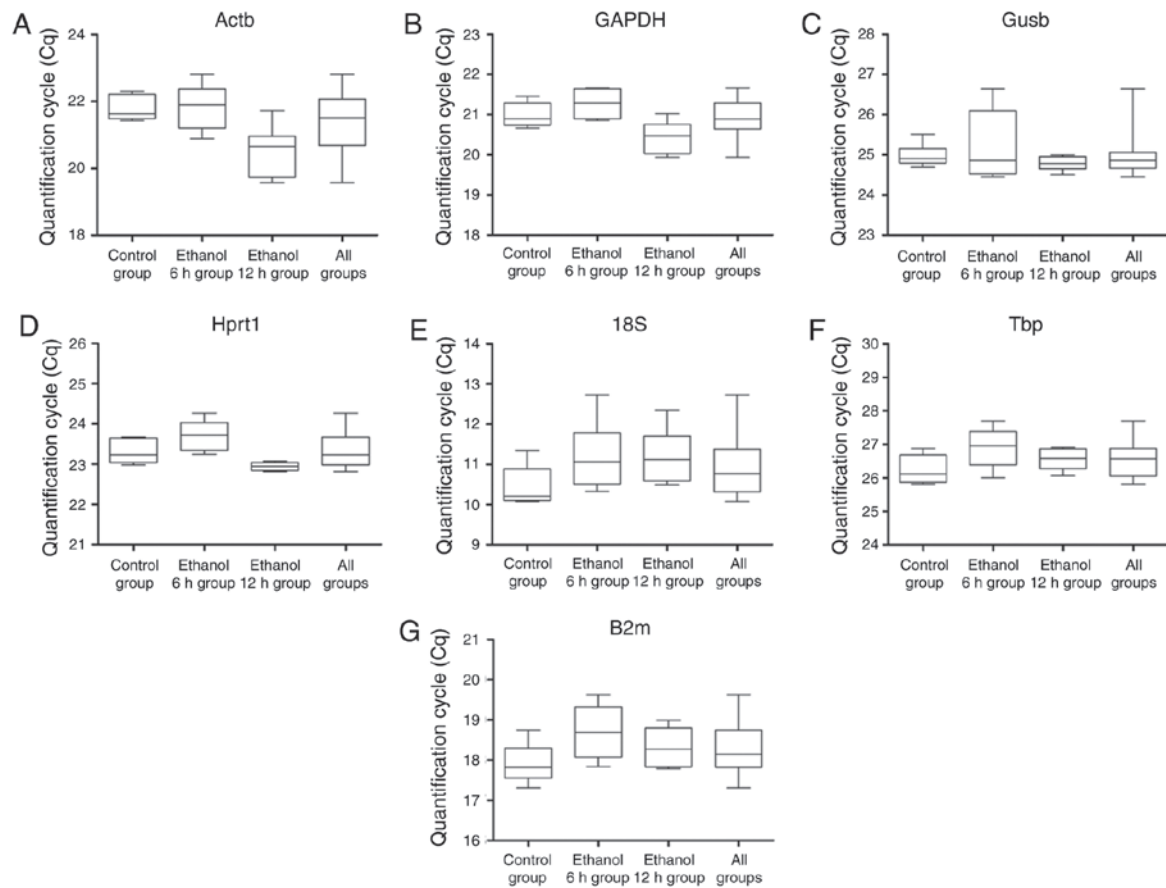 A
Actb
Quantification cycle (Cq)
24
22
20
18
Control group
Ethanol 6 h group
Ethanol 12 h group
All groups
B
GAPDH
Quantification cycle (Cq)
23
22
21
20
19
18
Control group
Ethanol 6 h group
Ethanol 12 h group
All groups
C
Gusb
Quantification cycle (Cq)
28
27
26
25
24
23
Control group
Ethanol 6 h group
Ethanol 12 h group
All groups
D
Hprt1
Quantification cycle (Cq)
26
25
24
23
22
21
Control group
Ethanol 6 h group
Ethanol 12 h group
All groups
E
18S
Quantification cycle (Cq)
14
13
12
11
10
9
Control group
Ethanol 6 h group
Ethanol 12 h group
All groups
F
Tbp
Quantification cycle (Cq)
30
29
28
27
26
25
24
Control group
Ethanol 6 h group
Ethanol 12 h group
All groups
G
B2m
Quantification cycle (Cq)
21
20
19
18
17
16
Control group
Ethanol 6 h group
Ethanol 12 h group
All groups